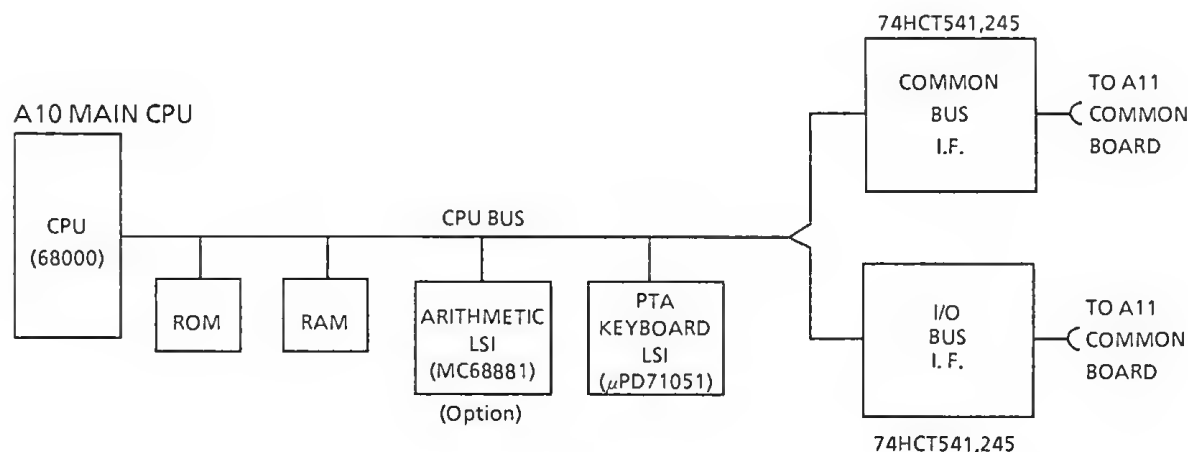 A10 MAIN CPU
CPU
(68000)
CPU BUS
ROM
RAM
ARITHMETIC
LSI
(MC68881)
(Option)
PTA
KEYBOARD
LSI
(μPD71051)
74HCT541,245
COMMON
BUS
I.F.
TO A11
COMMON
BOARD
I/O
BUS
I. F.
74HCT541,245
TO A11
COMMON
BOARD